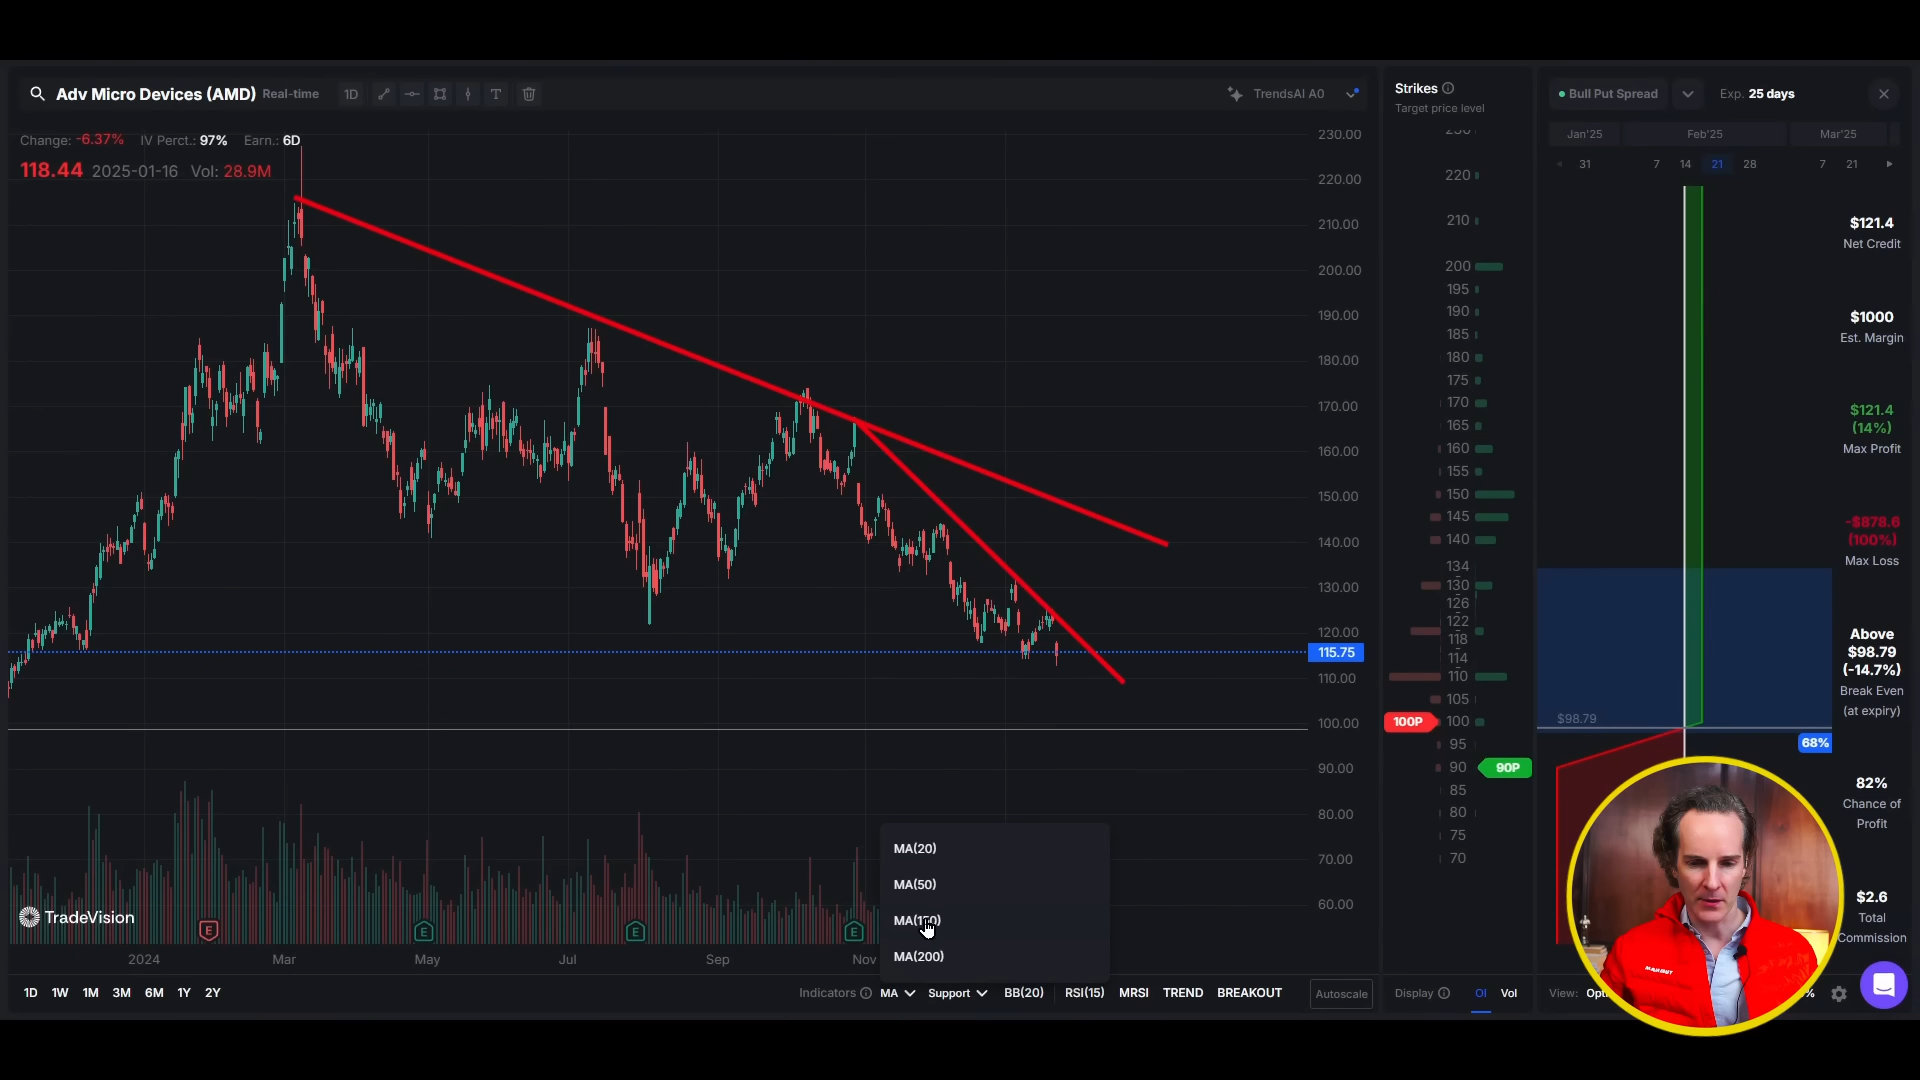 Adv Micro Devices (AMD) Real-time 1D T TrendsAI A0
Change: -6.37% IV Perct.: 97% Earn.: 6D
118.44 2025-01-16 Vol: 28.9M
230.00
220.00
210.00
200.00
190.00
180.00
170.00
160.00
150.00
140.00
130.00
120.00
115.75
110.00
100.00
90.00
80.00
70.00
60.00
TradeVision
E E E E
2024 Mar May Jul Sep Nov
MA(20)
MA(50)
MA(200)
1D 1W 1M 3M 6M 1Y 2Y
Indicators MA Support BB(20) RSI(15) MRSI TREND BREAKOUT Autoscale
Strikes
Target price level
220
210
200
195
190
185
180
175
170
165
160
155
150
145
140
134
130
126
122
118
114
110
105
100P 100
95
90 90P
85
80
75
70
Display OI Vol
Bull Put Spread Exp. 25 days
Jan'25 Feb'25 Mar'25
31 7 14 21 28 7 21
$121.4
Net Credit
$1000
Est. Margin
$121.4
(14%)
Max Profit
-$878.6
(100%)
Max Loss
Above
$98.79
(-14.7%)
Break Even
(at expiry)
$98.79
68%
82%
Chance of
Profit
$2.6
Total
Commission
MAMMUT
View:
%